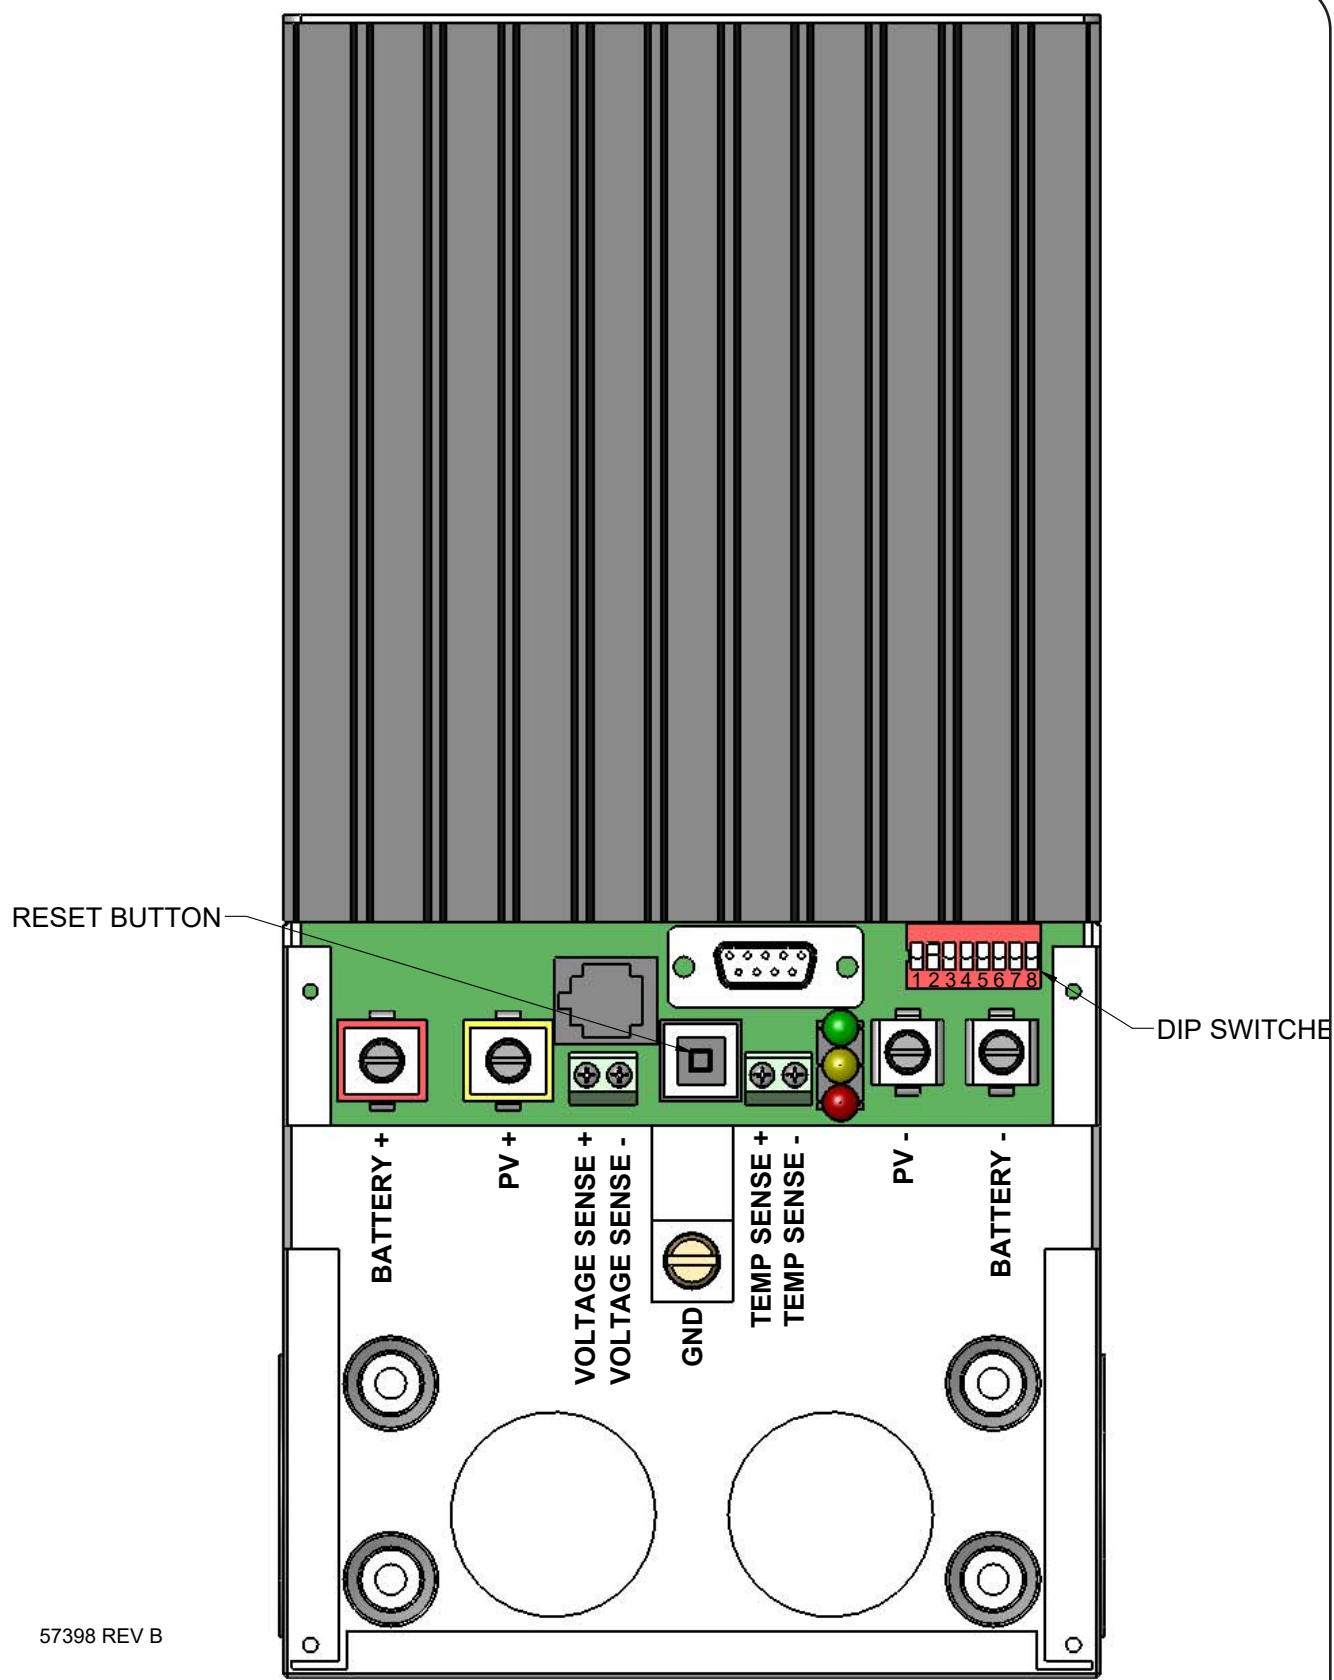 RESET BUTTON
1 2 3 4 5 6 7 8
DIP SWITCHE
BATTERY +
PV +
VOLTAGE SENSE +
VOLTAGE SENSE -
GND
TEMP SENSE +
TEMP SENSE -
PV -
BATTERY -
57398 REV B